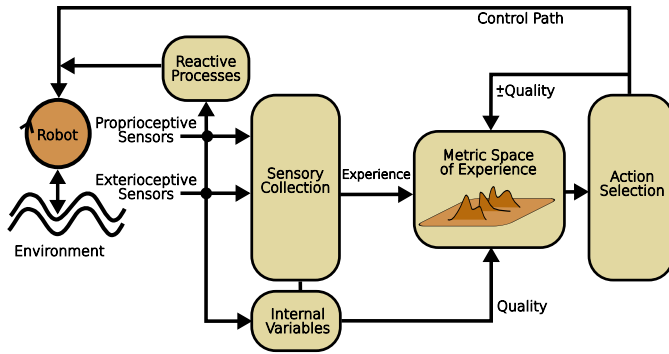 Control Path
Reactive
Processes
±Quality
Robot
Proprioceptive
Sensors
Exterioceptive
Sensors
Sensory
Collection
Experience
Metric Space
of Experience
Action
Selection
Environment
Internal
Variables
Quality